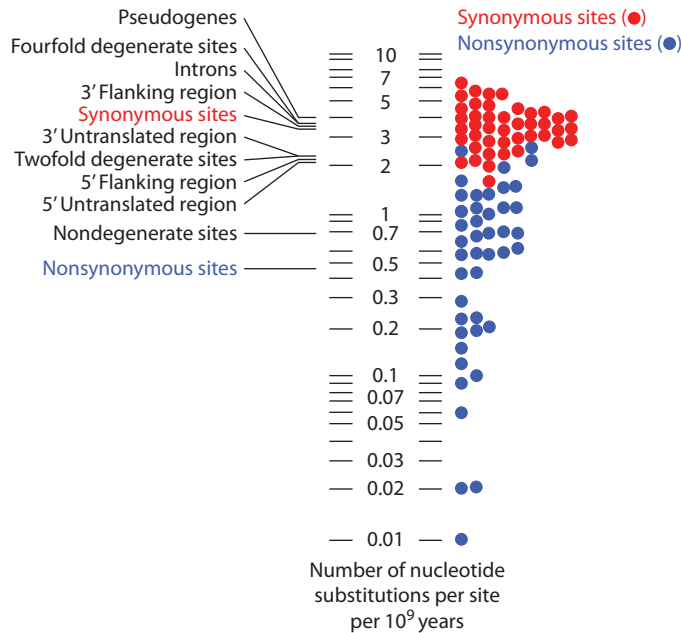 Pseudogenes
Fourfold degenerate sites
Introns
3′ Flanking region
Synonymous sites
3′ Untranslated region
Twofold degenerate sites
5′ Flanking region
5′ Untranslated region
Nondegenerate sites
Nonsynonymous sites
10
7
5
3
2
1
0.7
0.5
0.3
0.2
0.1
0.07
0.05
0.03
0.02
0.01
Number of nucleotide
substitutions per site
per 10⁹ years
Synonymous sites (●)
Nonsynonymous sites (●)